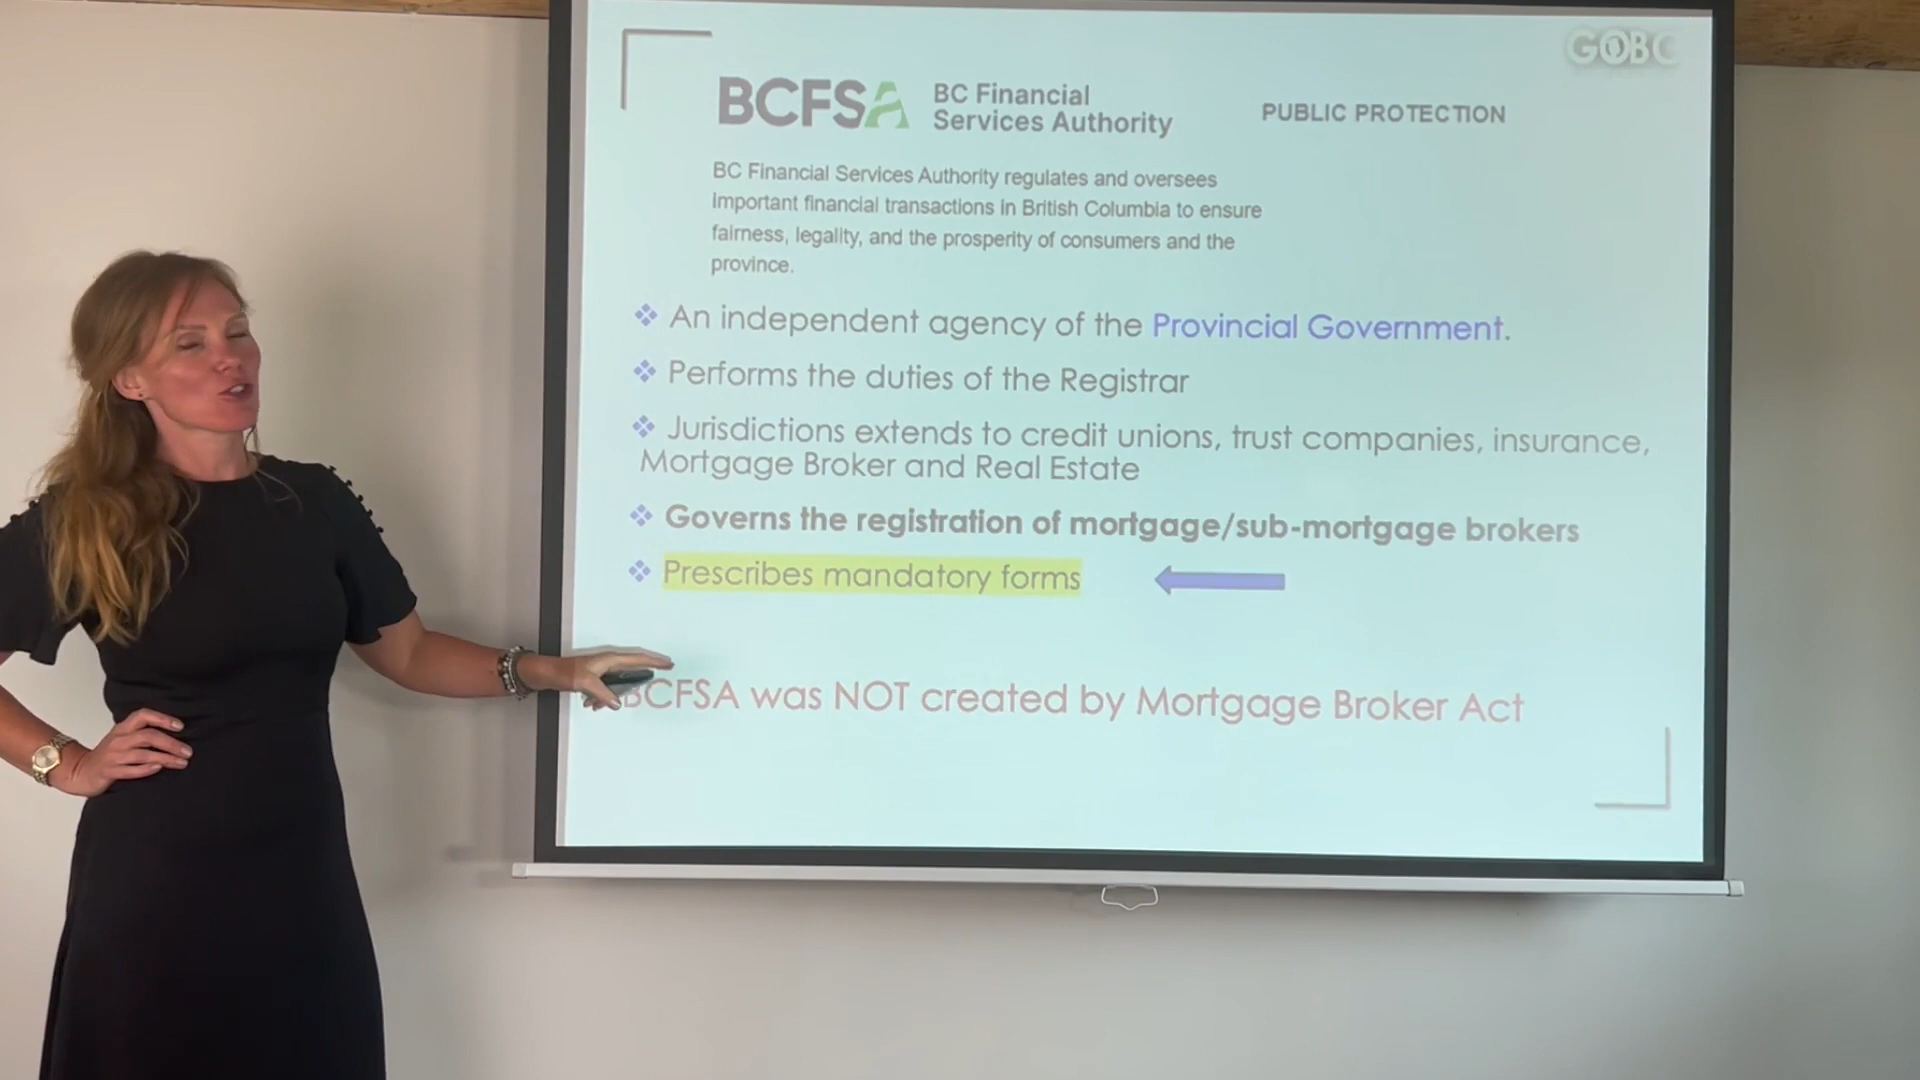 GOBC
BCFSA
BC Financial
Services Authority
PUBLIC PROTECTION
BC Financial Services Authority regulates and oversees
important financial transactions in British Columbia to ensure
fairness, legality, and the prosperity of consumers and the
province.
An independent agency of the Provincial Government.
Performs the duties of the Registrar
Jurisdictions extends to credit unions, trust companies, insurance,
Mortgage Broker and Real Estate
Governs the registration of mortgage/sub-mortgage brokers
Prescribes mandatory forms
BCFSA was NOT created by Mortgage Broker Act